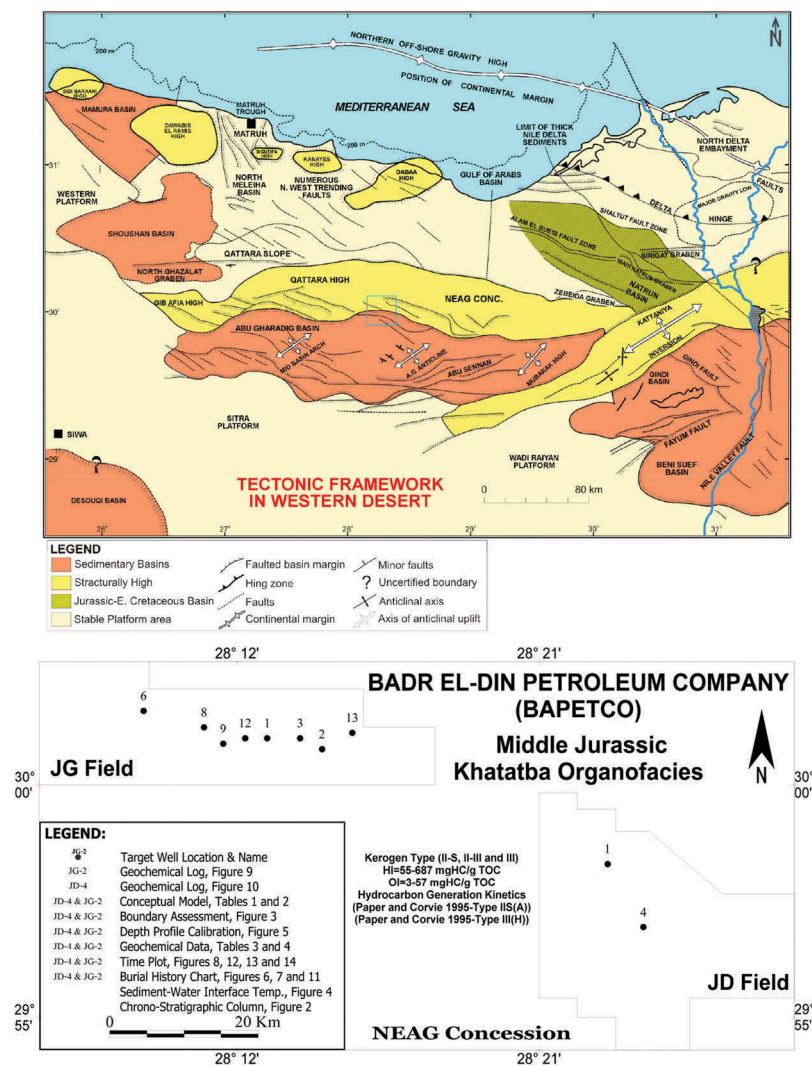 N
NORTHERN OFF-SHORE GRAVITY HIGH
POSITION OF CONTINENTAL MARGIN
200 m
MEDITERRANEAN SEA
SIDI BARAANI
HIGH
MAMURA BASIN
DAWABIS
EL RAMIS
HIGH
MATRUH
TROUGH
MATRUH
200 m
LIMIT OF THICK
NILE DELTA
SEDIMENTS
NORTH DELTA
EMBAYMENT
31
31
NORTH
MELEIHA
BASIN
KANAYES
HIGH
NUMEROUS
N. WEST TRENDING
FAULTS
DABAA
HIGH
GULF OF ARABS
BASIN
WESTERN
PLATFORM
MAJOR GRAVITY LOW
FAULTS
DELTA
HINGE
SHALTUT FAULT ZONE
SHOUSHAN BASIN
ALAM EL BUEIB FAULT ZONE
QATTARA SLOPE
BIRIGAT GRABEN
WADI NATRUN GRABEN
NORTH GHAZALAT
GRABEN
QATTARA HIGH
NATRUN
BASIN
GIB AFIA HIGH
NEAG CONC.
ZEBEIDA GRABEN
30
30
ABU GHARADIG BASIN
KATTANIYA
INVERSION
MID BASIN ARCH
A.G. ANTICLINE
ABU SENNAN
MUBARAK HIGH
GINDI
BASIN
GINDI FAULT
SITRA
PLATFORM
SIWA
FAYUM FAULT
NILE VALLEY FAULT
29
29
WADI RAIYAN
PLATFORM
BENI SUEF
BASIN
DESOUQI BASIN
TECTONIC FRAMEWORK
IN WESTERN DESERT
0 80 km
26° 27° 28° 29° 30° 31°
LEGEND
Sedimentary Basins
Stracturally High
Jurassic-E. Cretaceous Basin
Stable Platform area
Faulted basin margin
Hing zone
Faults
Continental margin
Minor faults
? Uncertified boundary
Anticlinal axis
Axis of anticlinal uplift
28° 12' 28° 21'
BADR EL-DIN PETROLEUM COMPANY
(BAPETCO)
Middle Jurassic
Khatatba Organofacies
N
6
8
9
12
1
3
2
13
JG Field
30°
00'
30°
00'
LEGEND:
JG-2
Target Well Location & Name
JG-2 Geochemical Log, Figure 9
JD-4 Geochemical Log, Figure 10
JD-4 & JG-2 Conceptual Model, Tables 1 and 2
JD-4 & JG-2 Boundary Assessment, Figure 3
JD-4 & JG-2 Depth Profile Calibration, Figure 5
JD-4 & JG-2 Geochemical Data, Tables 3 and 4
JD-4 & JG-2 Time Plot, Figures 8, 12, 13 and 14
JD-4 & JG-2 Burial History Chart, Figures 6, 7 and 11
Sediment-Water Interface Temp., Figure 4
Chrono-Stratigraphic Column, Figure 2
0 20 Km
Kerogen Type (II-S, II-III and III)
HI=55-687 mgHC/g TOC
OI=3-57 mgHC/g TOC
Hydrocarbon Generation Kinetics
(Paper and Corvie 1995-Type IIS(A))
(Paper and Corvie 1995-Type III(H))
1
4
JD Field
29°
55'
29°
55'
NEAG Concession
28° 12' 28° 21'